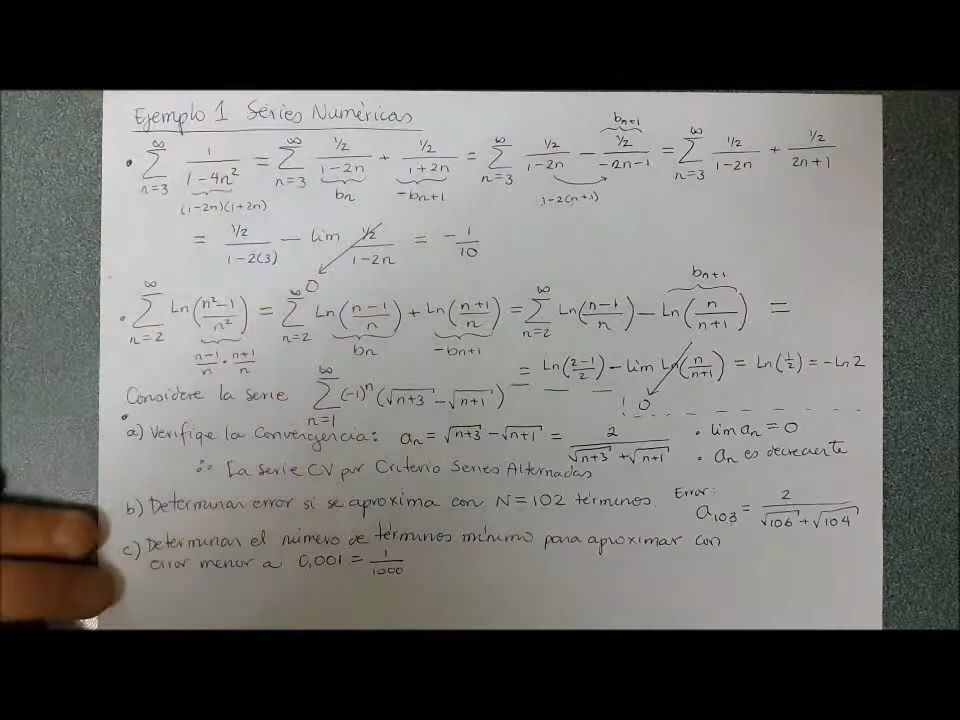 Ejemplo 1 Series Numéricas
• ∑_{n=3}^{∞} 1/(1-4n²) = ∑_{n=3}^{∞} (1/2)/(1-2n) + (1/2)/(1+2n) = ∑_{n=3}^{∞} (1/2)/(1-2n) - (1/2)/(-2n-1) = ∑_{n=3}^{∞} (1/2)/(1-2n) + (1/2)/(2n+1)
(1-2n)(1+2n) bn -bn+1 1-2(n+1) bn+1
= (1/2)/(1-2(3)) - lim (1/2)/(1-2n) = -1/10
0
• ∑_{n=2}^{∞} Ln((n²-1)/n²) = ∑_{n=2}^{∞} Ln((n-1)/n) + Ln((n+1)/n) = ∑_{n=2}^{∞} Ln((n-1)/n) - Ln(n/(n+1)) =
(n-1)/n · (n+1)/n bn -bn+1 bn+1
= Ln((2-1)/2) - lim Ln(n/(n+1)) = Ln(1/2) = -Ln 2
0
Considere la serie ∑_{n=1}^{∞} (-1)ⁿ (√(n+3) - √(n+1))
a) Verifique la Convergencia: an = √(n+3) - √(n+1) = 2/(√(n+3) + √(n+1)) • lim an = 0
• an es decreciente
∴ La serie CV por Criterio Series Alternadas
b) Determinar error si se aproxima con N=102 términos. Error: a103 = 2/(√106 + √104)
c) Determinar el número de términos mínimo para aproximar con
error menor a 0,001 = 1/1000